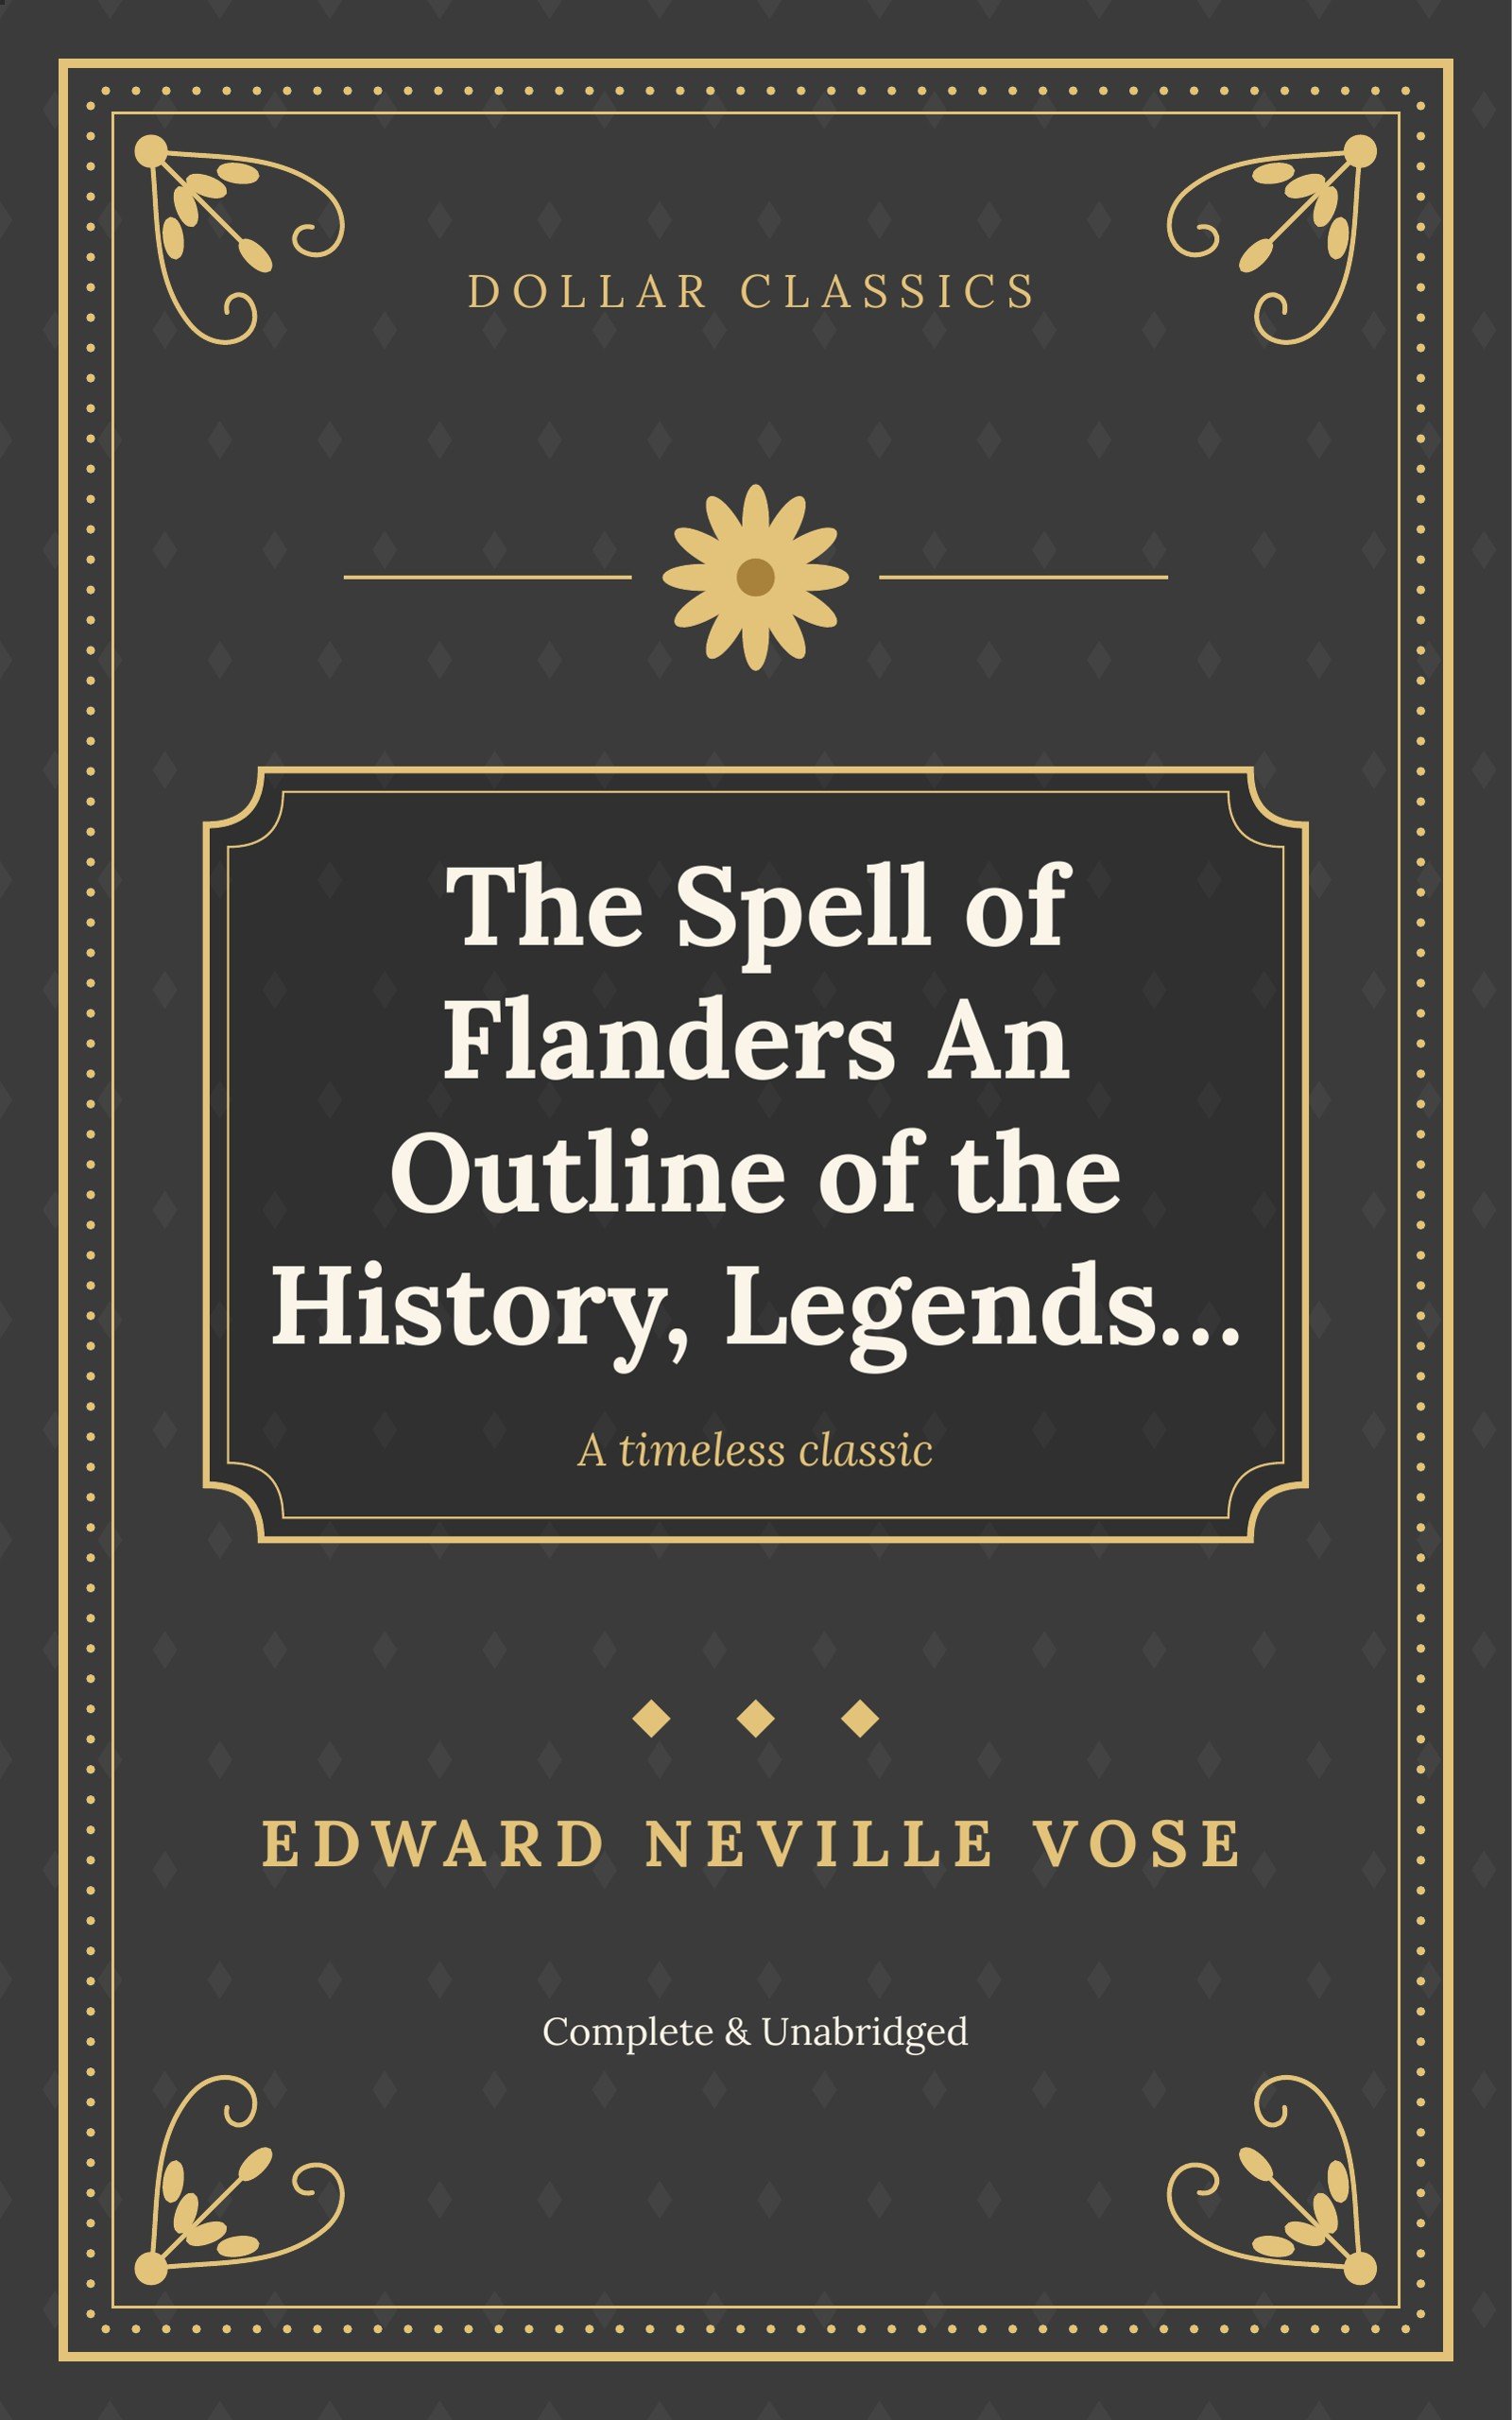 DOLLAR CLASSICS
The Spell of
Flanders An
Outline of the
History, Legends...
A timeless classic
EDWARD NEVILLE VOSE
Complete & Unabridged